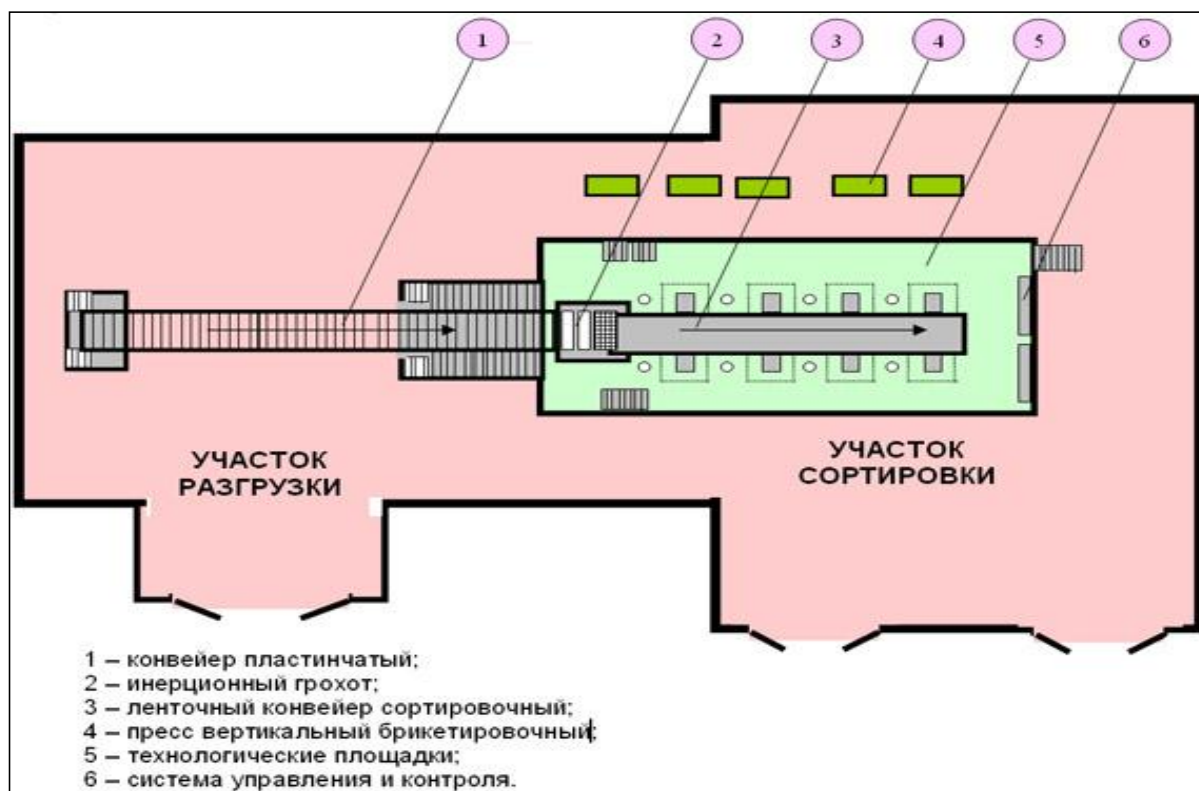 1 2 3 4 5 6
УЧАСТОК
РАЗГРУЗКИ
УЧАСТОК
СОРТИРОВКИ
1 – конвейер пластинчатый;
2 – инерционный грохот;
3 – ленточный конвейер сортировочный;
4 – пресс вертикальный брикетировочный;
5 – технологические площадки;
6 – система управления и контроля.